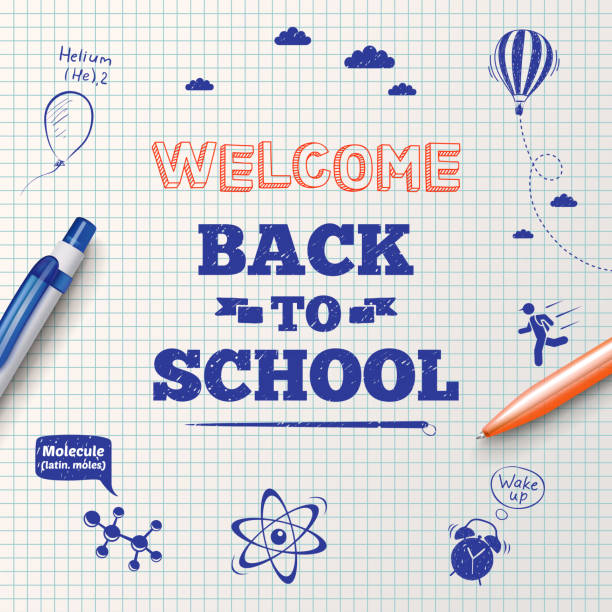 Helium
(He),2
WELCOME
BACK
TO
SCHOOL
Molecule
(latin. móles)
Wake
up